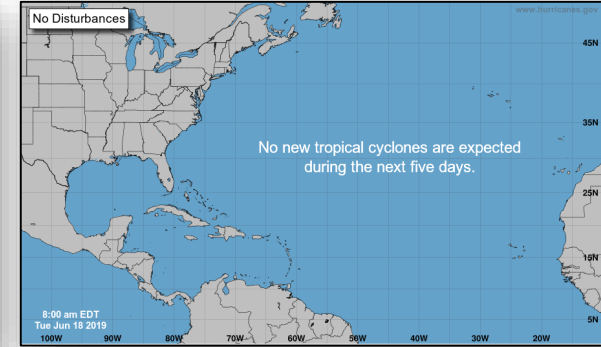 No Disturbances
www.hurricanes.gov
45N
35N
No new tropical cyclones are expected
during the next five days.
25N
15N
8:00 am EDT
Tue Jun 18 2019
5N
100W 90W 80W 70W 60W 50W 40W 30W 20W